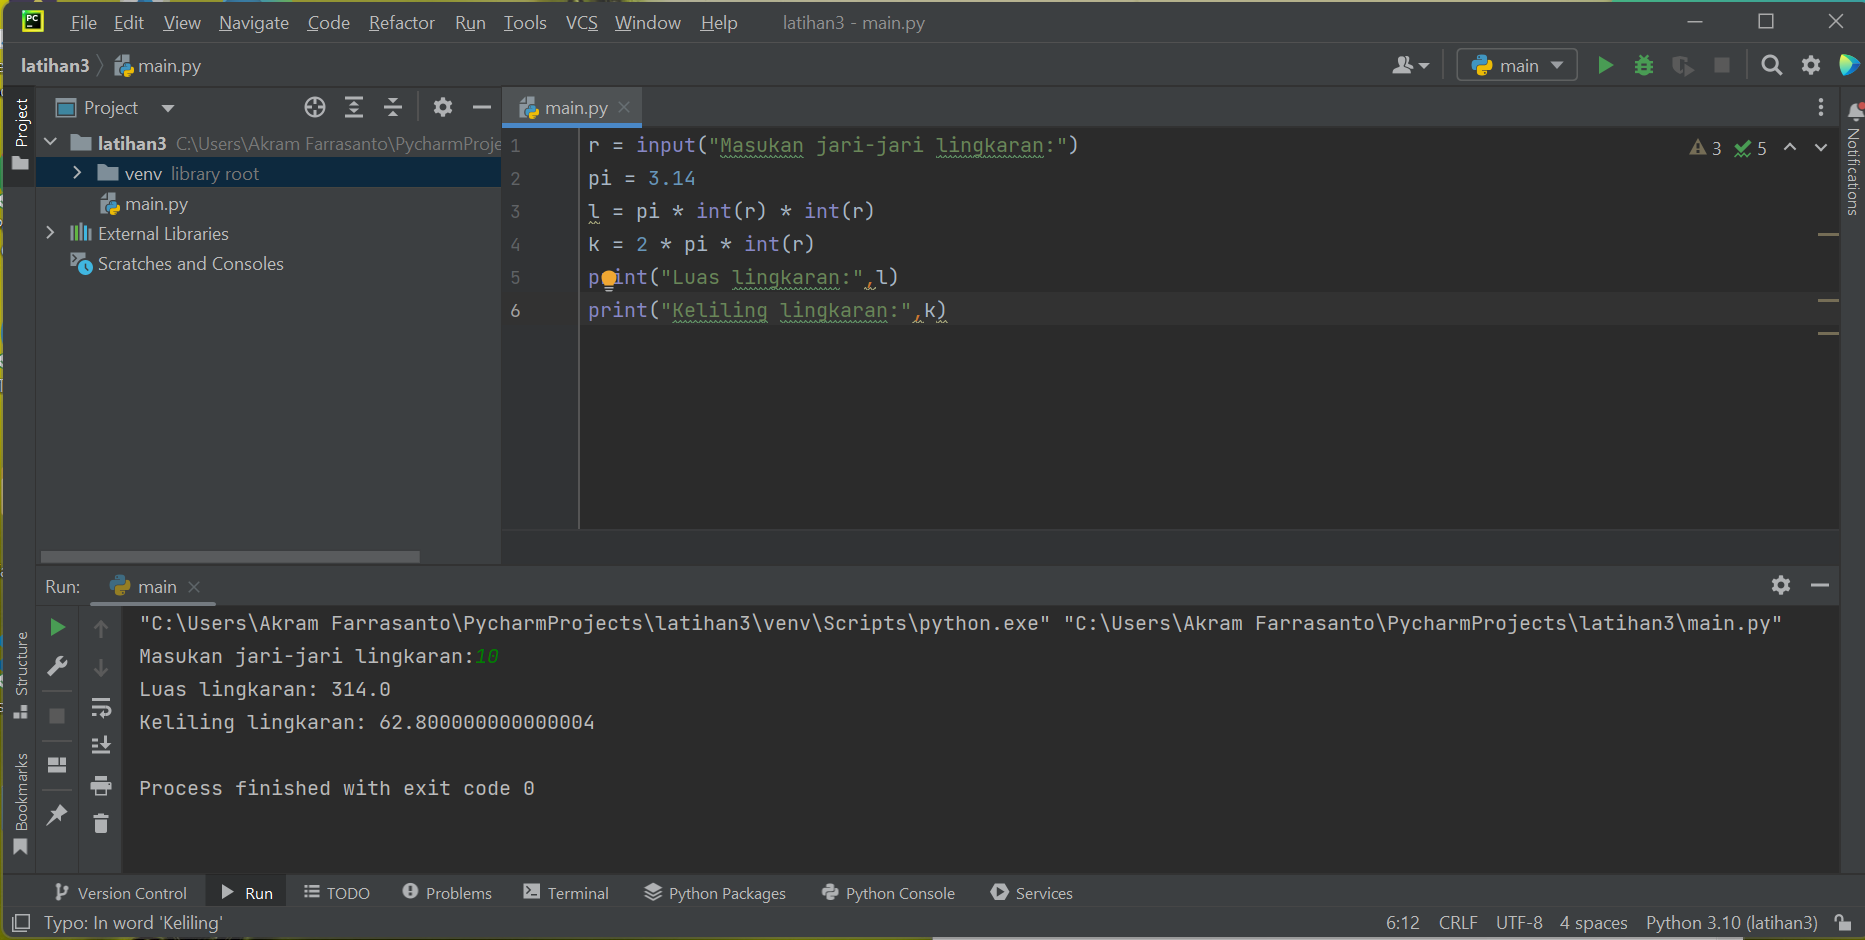 PC File Edit View Navigate Code Refactor Run Tools VCS Window Help latihan3 - main.py
latihan3 main.py main
Project main.py
Project
latihan3 C:\Users\Akram Farrasanto\PycharmProje
venv library root
main.py
External Libraries
Scratches and Consoles
1 r = input("Masukan jari-jari lingkaran:")
2 pi = 3.14
3 l = pi * int(r) * int(r)
4 k = 2 * pi * int(r)
5 print("Luas lingkaran:",l)
6 print("Keliling lingkaran:",k)
3 5
Notifications
Run: main
"C:\Users\Akram Farrasanto\PycharmProjects\latihan3\venv\Scripts\python.exe" "C:\Users\Akram Farrasanto\PycharmProjects\latihan3\main.py"
Masukan jari-jari lingkaran:10
Luas lingkaran: 314.0
Keliling lingkaran: 62.800000000000004
Process finished with exit code 0
Structure
Bookmarks
Version Control Run TODO Problems Terminal Python Packages Python Console Services
Typo: In word 'Keliling' 6:12 CRLF UTF-8 4 spaces Python 3.10 (latihan3)